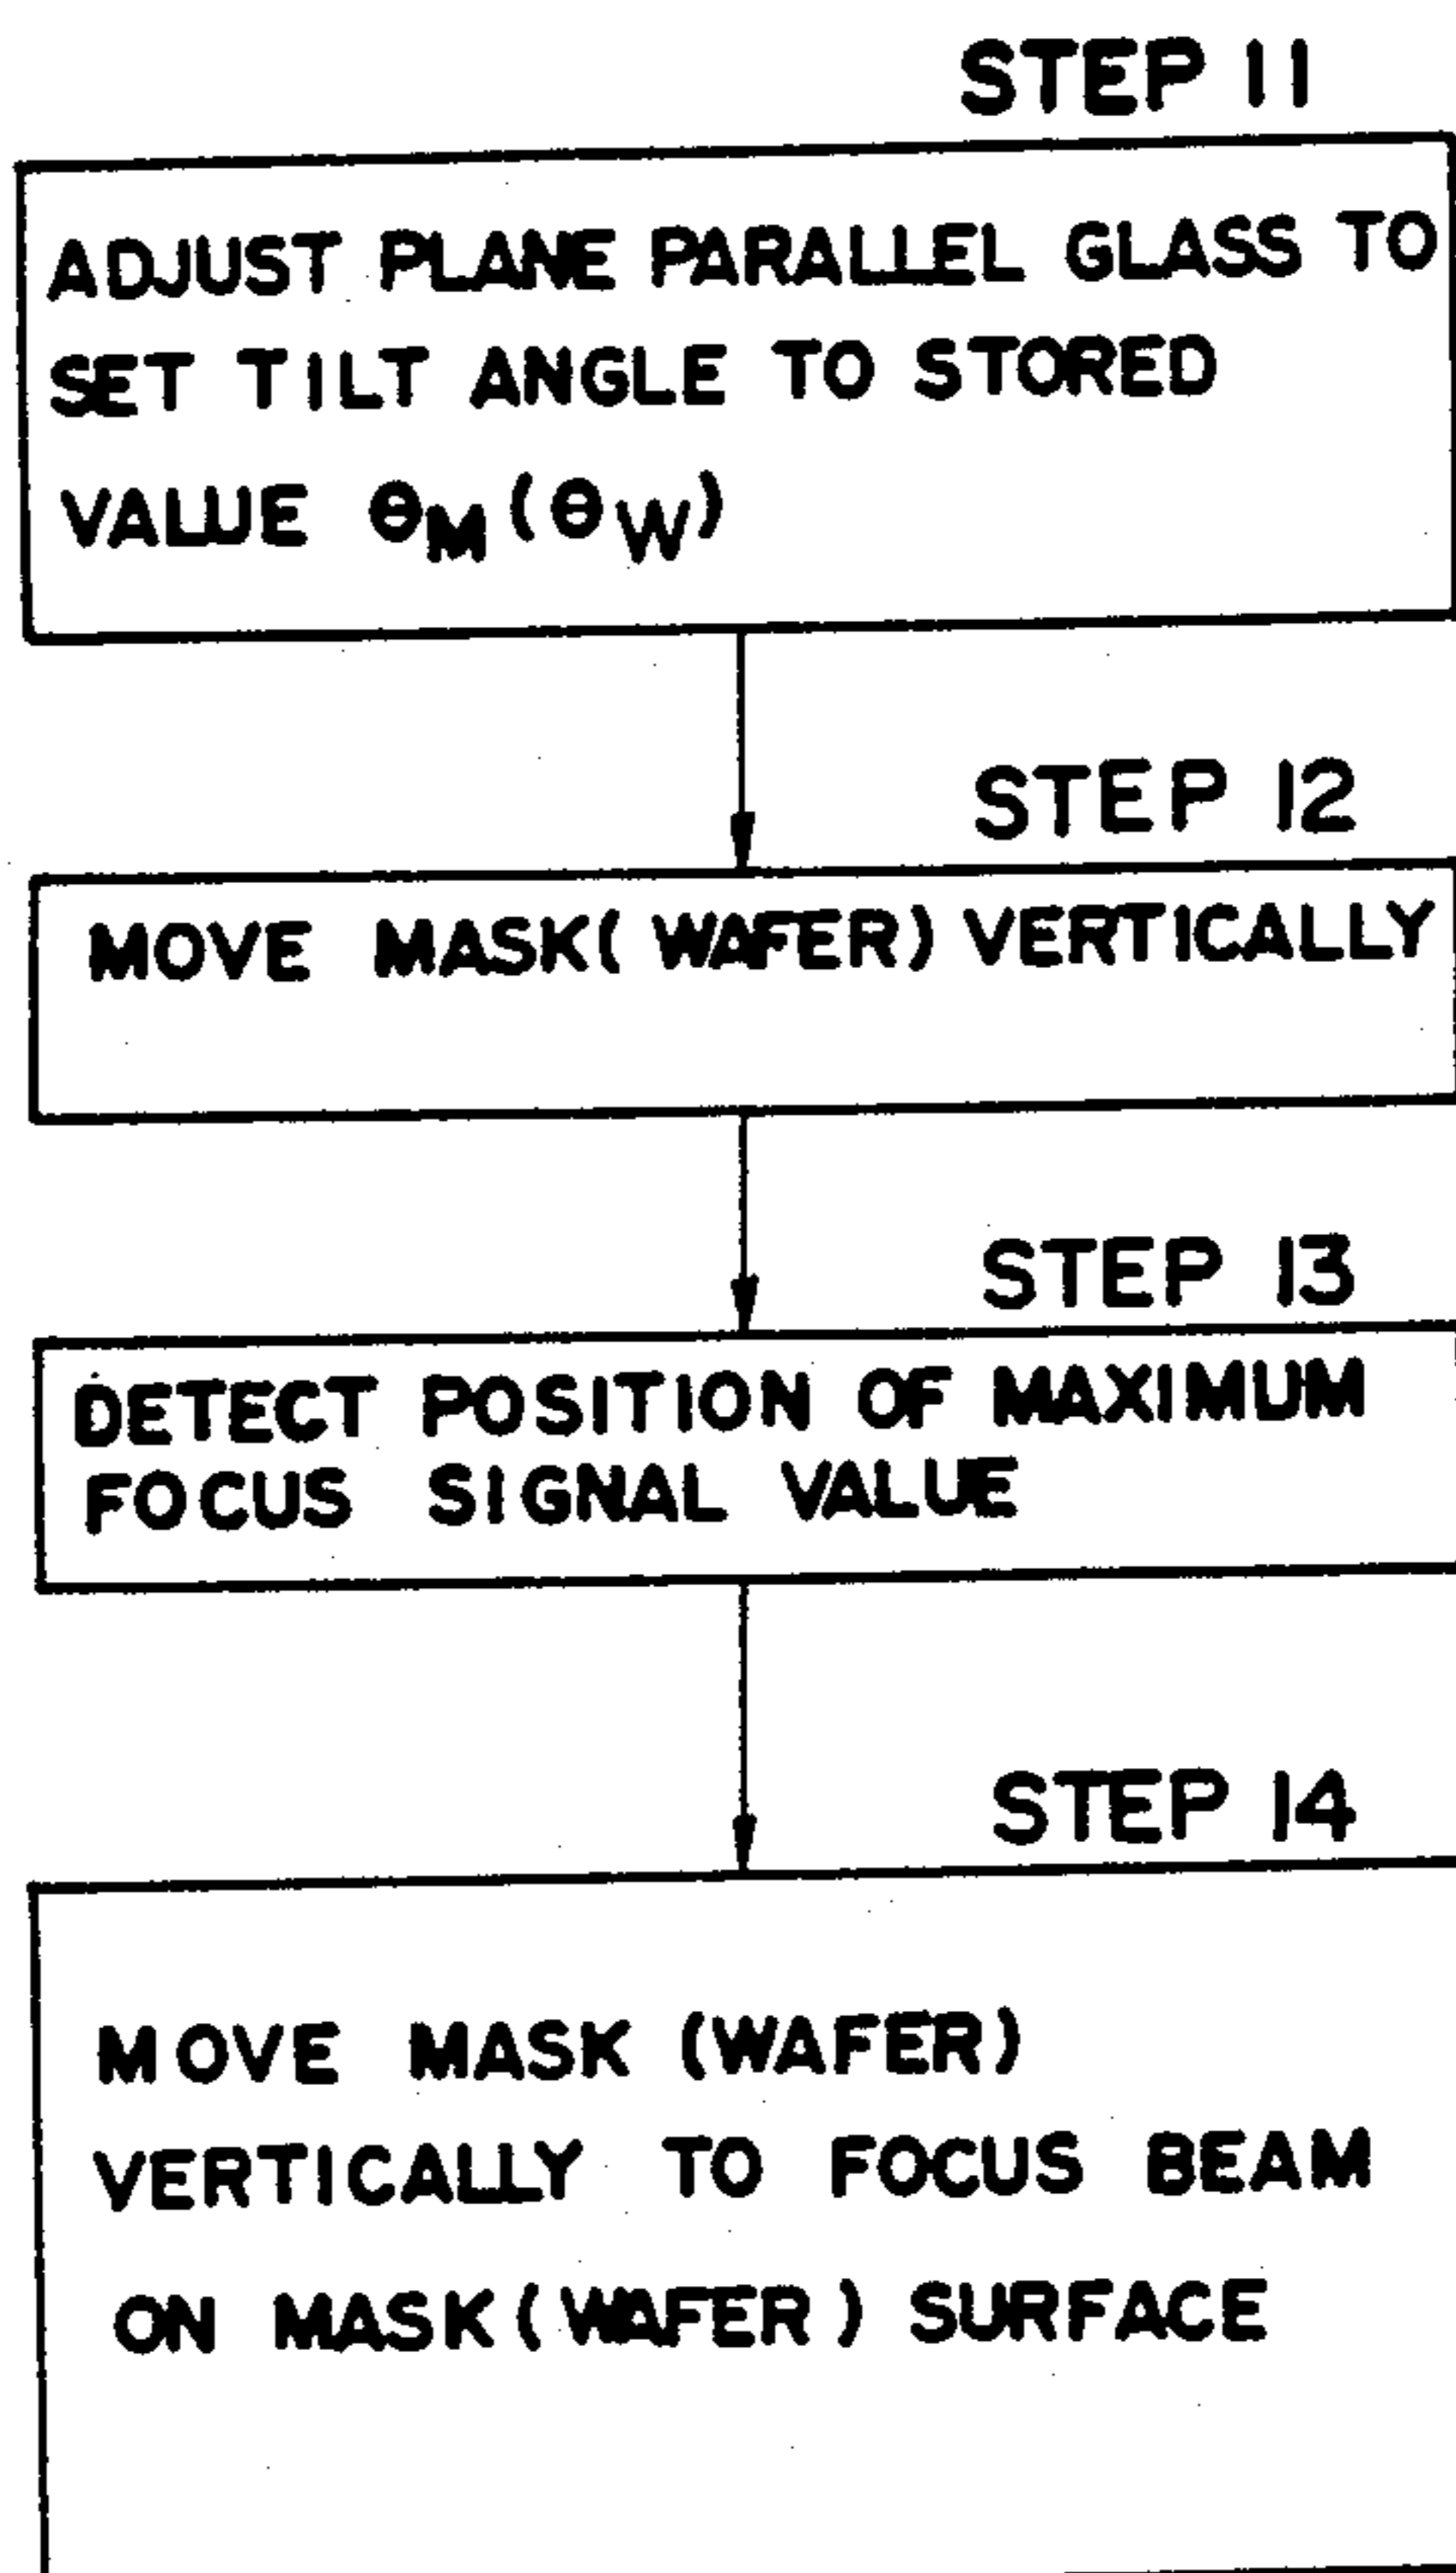 STEP 11
ADJUST PLANE PARALLEL GLASS TO
SET TILT ANGLE TO STORED
VALUE θM (θW)
STEP 12
MOVE MASK( WAFER) VERTICALLY
STEP 13
DETECT POSITION OF MAXIMUM
FOCUS SIGNAL VALUE
STEP 14
MOVE MASK (WAFER)
VERTICALLY TO FOCUS BEAM
ON MASK (WAFER) SURFACE